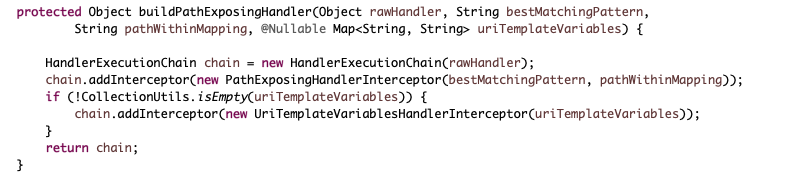 protected Object buildPathExposingHandler(Object rawHandler, String bestMatchingPattern,
        String pathWithinMapping, @Nullable Map<String, String> uriTemplateVariables) {

    HandlerExecutionChain chain = new HandlerExecutionChain(rawHandler);
    chain.addInterceptor(new PathExposingHandlerInterceptor(bestMatchingPattern, pathWithinMapping));
    if (!CollectionUtils.isEmpty(uriTemplateVariables)) {
        chain.addInterceptor(new UriTemplateVariablesHandlerInterceptor(uriTemplateVariables));
    }
    return chain;
}